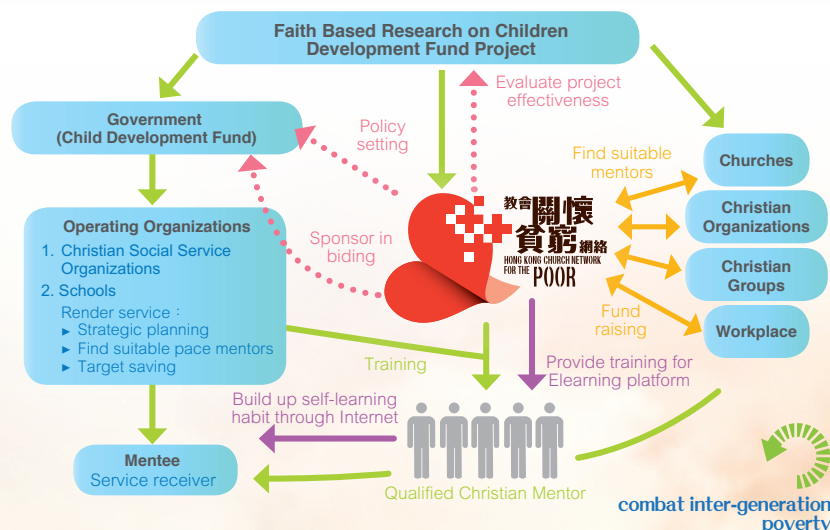 Faith Based Research on Children
Development Fund Project
Evaluate project
effectiveness
Government
(Child Development Fund)
Policy
setting
Find suitable
mentors
Churches
Christian
Organizations
Christian
Groups
Workplace
Operating Organizations
1. Christian Social Service
Organizations
2. Schools
Render service：
► Strategic planning
► Find suitable pace mentors
► Target saving
Sponsor in
biding
教會關懷
貧窮網絡
HONG KONG CHURCH NETWORK
FOR THE POOR
Fund
raising
Training
Provide training for
Elearning platform
Build up self-learning
habit through Internet
Mentee
Service receiver
Qualified Christian Mentor
combat inter-generation
poverty